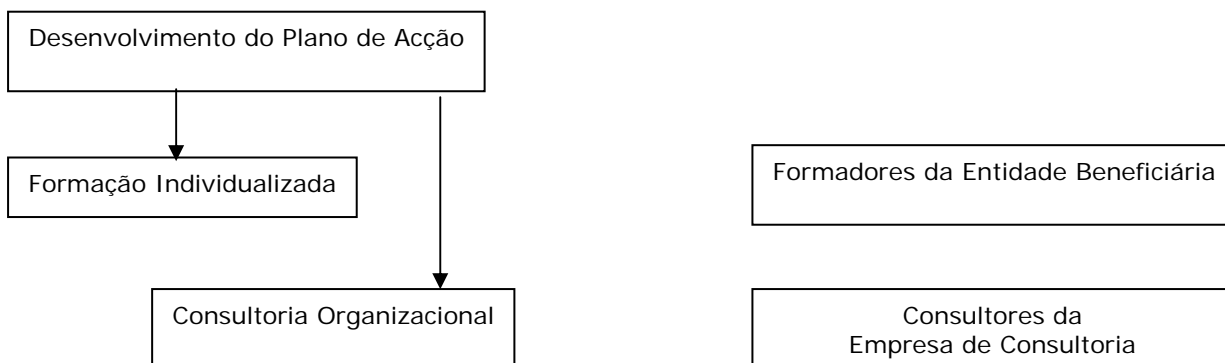 Desenvolvimento do Plano de Acção
Formação Individualizada
Formadores da Entidade Beneficiária
Consultoria Organizacional
Consultores da
Empresa de Consultoria